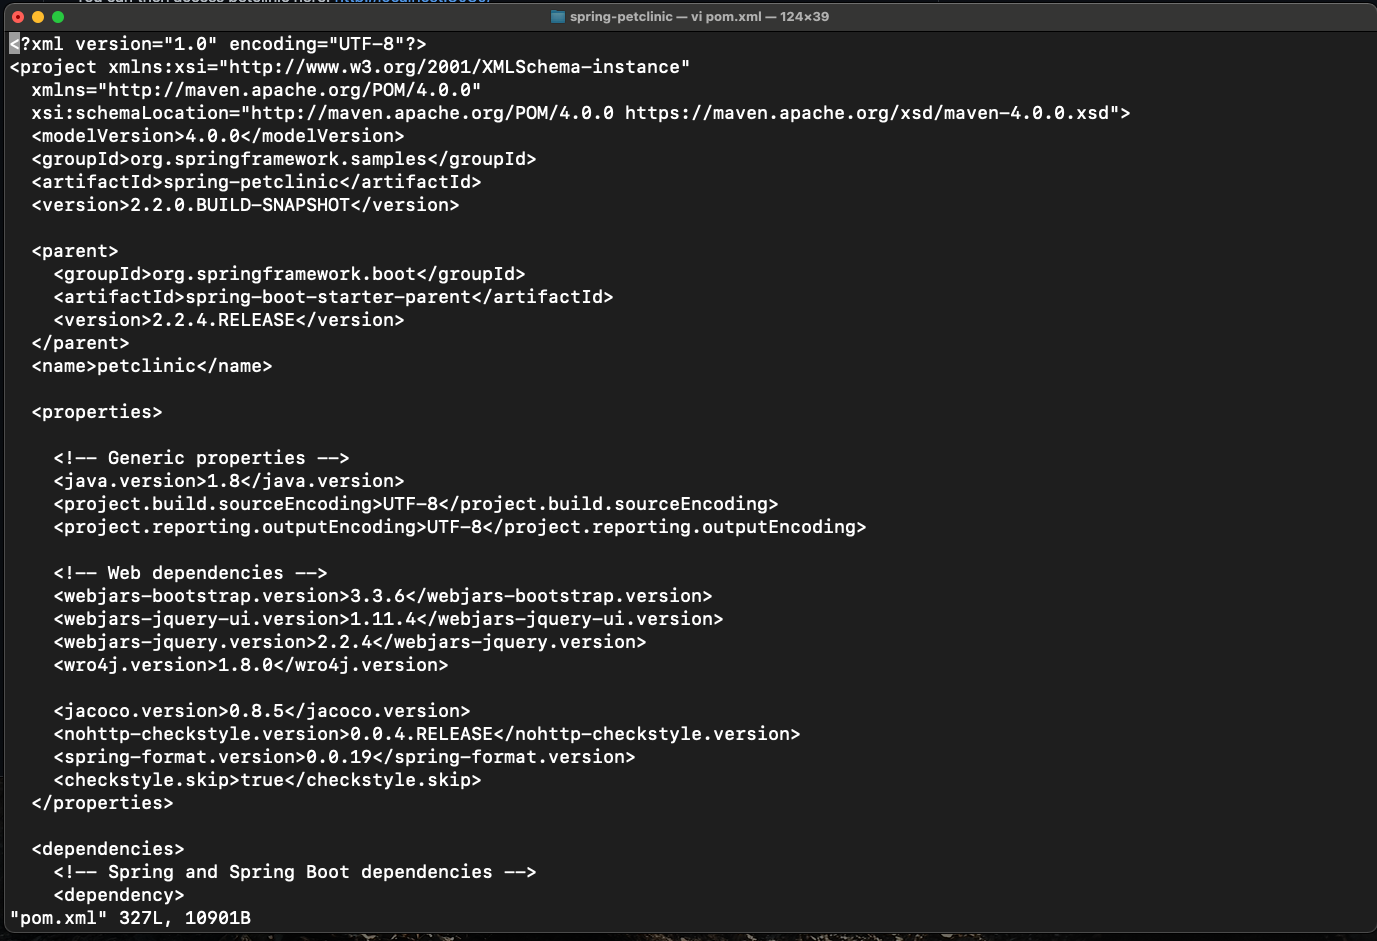 spring-petclinic — vi pom.xml — 124×39
<?xml version="1.0" encoding="UTF-8"?>
<project xmlns:xsi="http://www.w3.org/2001/XMLSchema-instance"
  xmlns="http://maven.apache.org/POM/4.0.0"
  xsi:schemaLocation="http://maven.apache.org/POM/4.0.0 https://maven.apache.org/xsd/maven-4.0.0.xsd">
  <modelVersion>4.0.0</modelVersion>
  <groupId>org.springframework.samples</groupId>
  <artifactId>spring-petclinic</artifactId>
  <version>2.2.0.BUILD-SNAPSHOT</version>

  <parent>
    <groupId>org.springframework.boot</groupId>
    <artifactId>spring-boot-starter-parent</artifactId>
    <version>2.2.4.RELEASE</version>
  </parent>
  <name>petclinic</name>

  <properties>

    <!-- Generic properties -->
    <java.version>1.8</java.version>
    <project.build.sourceEncoding>UTF-8</project.build.sourceEncoding>
    <project.reporting.outputEncoding>UTF-8</project.reporting.outputEncoding>

    <!-- Web dependencies -->
    <webjars-bootstrap.version>3.3.6</webjars-bootstrap.version>
    <webjars-jquery-ui.version>1.11.4</webjars-jquery-ui.version>
    <webjars-jquery.version>2.2.4</webjars-jquery.version>
    <wro4j.version>1.8.0</wro4j.version>

    <jacoco.version>0.8.5</jacoco.version>
    <nohttp-checkstyle.version>0.0.4.RELEASE</nohttp-checkstyle.version>
    <spring-format.version>0.0.19</spring-format.version>
    <checkstyle.skip>true</checkstyle.skip>
  </properties>

  <dependencies>
    <!-- Spring and Spring Boot dependencies -->
    <dependency>
"pom.xml" 327L, 10901B